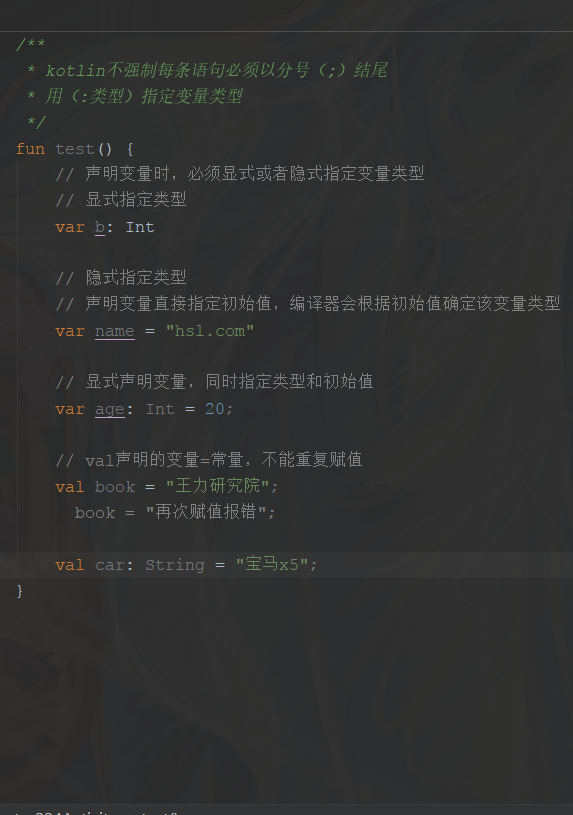 /**
 * kotlin不强制每条语句必须以分号（;）结尾
 * 用（:类型）指定变量类型
 */
fun test() {
    // 声明变量时，必须显式或者隐式指定变量类型
    // 显式指定类型
    var b: Int

    // 隐式指定类型
    // 声明变量直接指定初始值，编译器会根据初始值确定该变量类型
    var name = "hsl.com"

    // 显式声明变量，同时指定类型和初始值
    var age: Int = 20;

    // val声明的变量=常量，不能重复赋值
    val book = "王力研究院";
      book = "再次赋值报错";

    val car: String = "宝马x5";
}